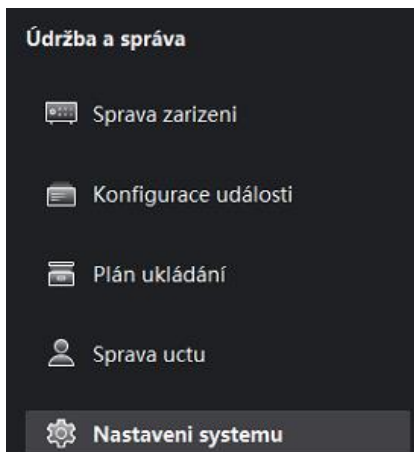 Údržba a správa
Sprava zarizeni
Konfigurace události
Plán ukládání
Sprava uctu
Nastaveni systemu